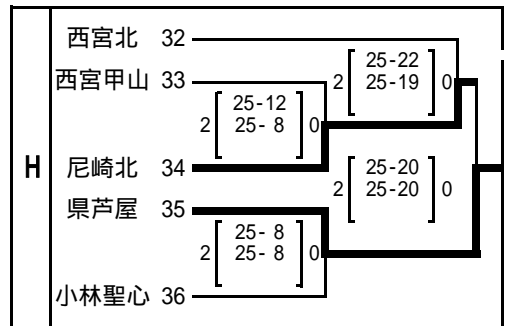 西宮北 32
西宮甲山 33
2 25-22 0
25-19
2 25-12 0
25- 8
H
尼崎北 34
県芦屋 35
2 25-20 0
25-20
2 25- 8 0
25- 8
小林聖心 36